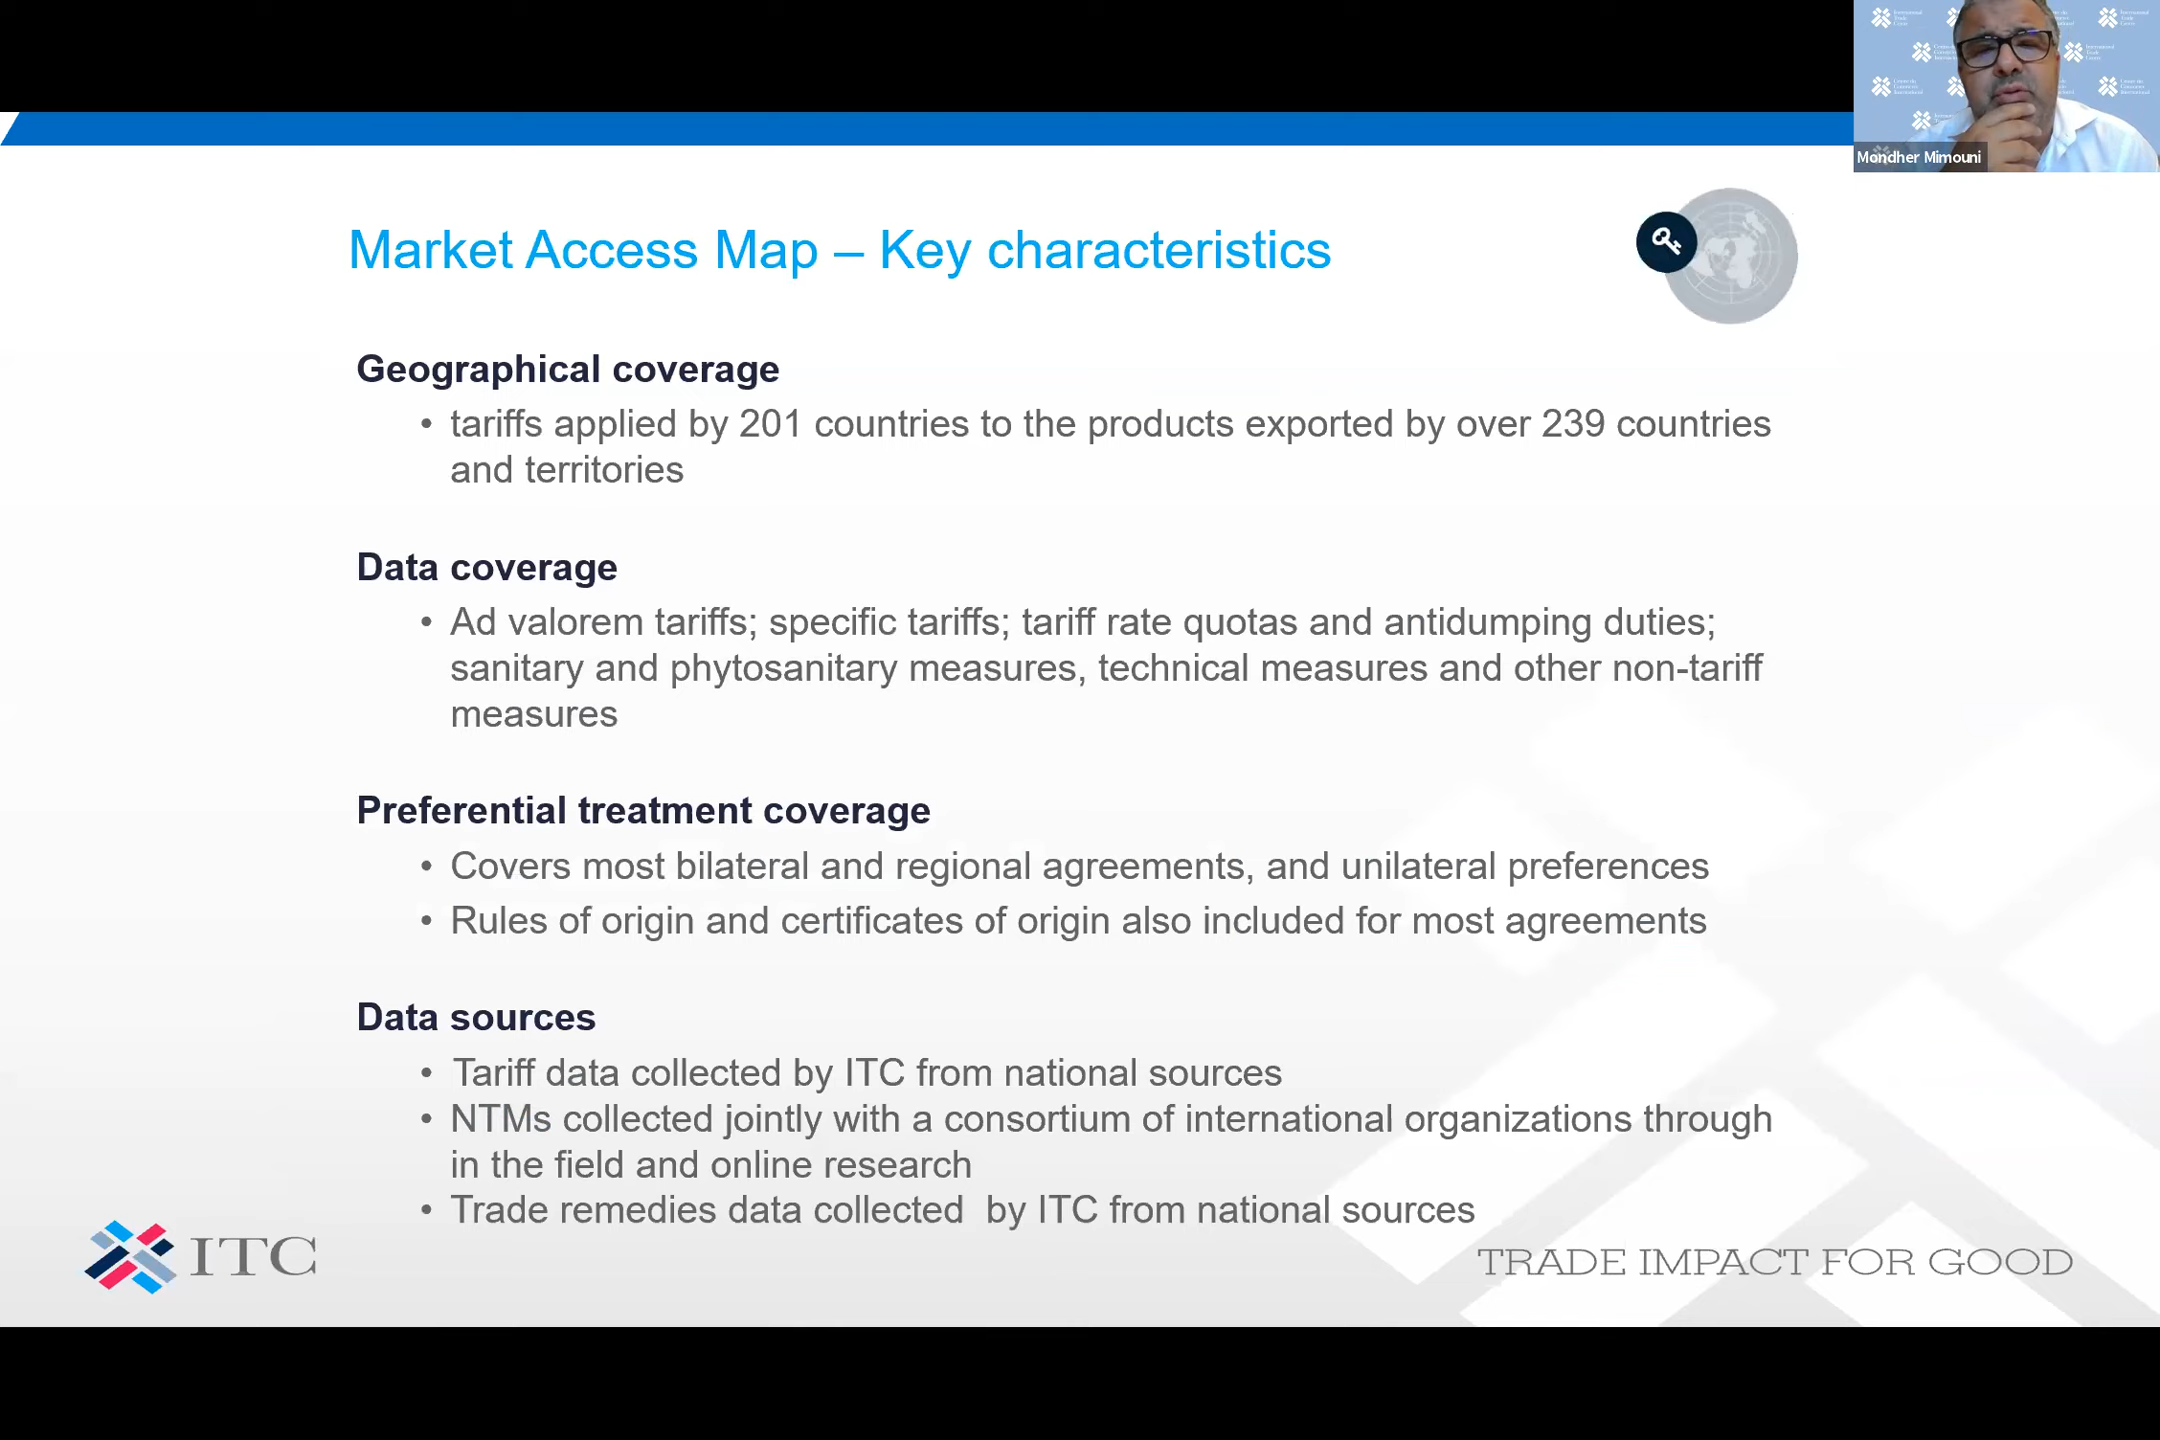 Mondher Mimouni
Market Access Map – Key characteristics
Geographical coverage
• tariffs applied by 201 countries to the products exported by over 239 countries
and territories
Data coverage
• Ad valorem tariffs; specific tariffs; tariff rate quotas and antidumping duties;
sanitary and phytosanitary measures, technical measures and other non-tariff
measures
Preferential treatment coverage
• Covers most bilateral and regional agreements, and unilateral preferences
• Rules of origin and certificates of origin also included for most agreements
Data sources
• Tariff data collected by ITC from national sources
• NTMs collected jointly with a consortium of international organizations through
in the field and online research
• Trade remedies data collected  by ITC from national sources
ITC
TRADE IMPACT FOR GOOD